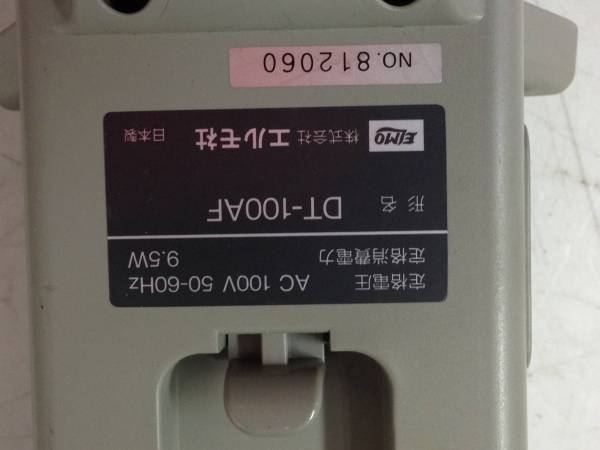 定格電圧 AC 100V 50-60Hz
定格消費電力 9.5W
形名 DT-100AF
ELMO 株式会社 エルモ社 日本製
NO. 812060